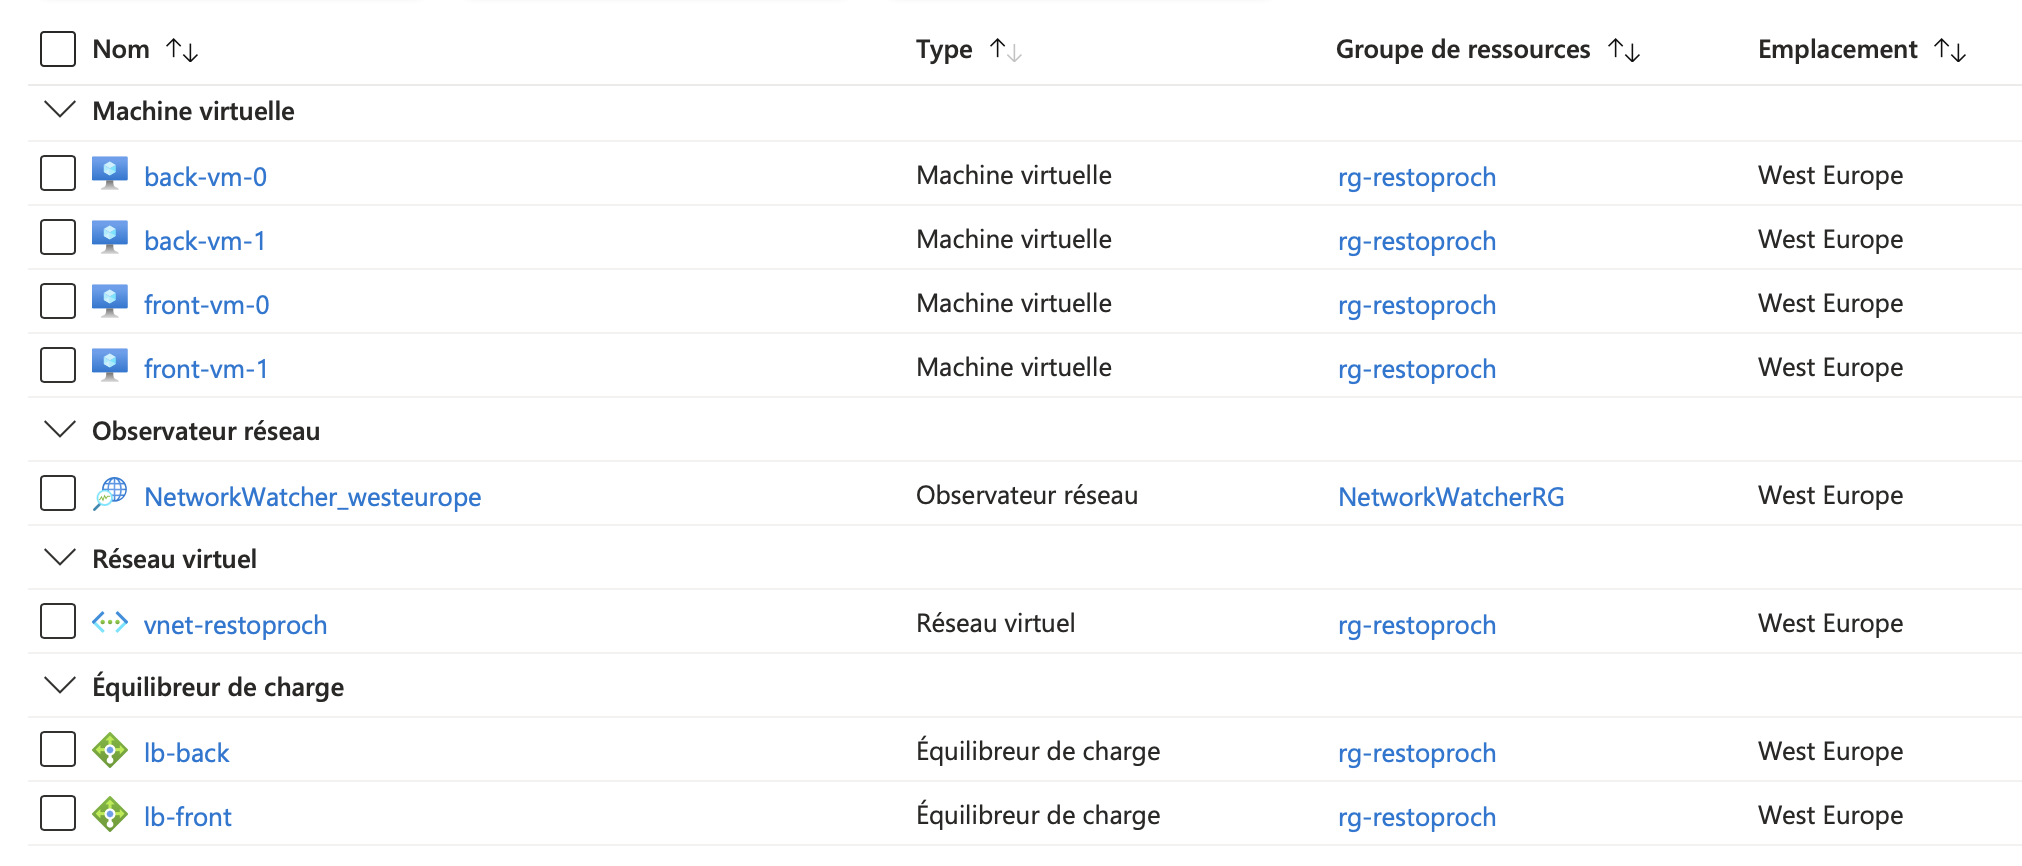 Nom Type Groupe de ressources Emplacement
Machine virtuelle
back-vm-0 Machine virtuelle rg-restoproch West Europe
back-vm-1 Machine virtuelle rg-restoproch West Europe
front-vm-0 Machine virtuelle rg-restoproch West Europe
front-vm-1 Machine virtuelle rg-restoproch West Europe
Observateur réseau
NetworkWatcher_westeurope Observateur réseau NetworkWatcherRG West Europe
Réseau virtuel
vnet-restoproch Réseau virtuel rg-restoproch West Europe
Équilibreur de charge
lb-back Équilibreur de charge rg-restoproch West Europe
lb-front Équilibreur de charge rg-restoproch West Europe